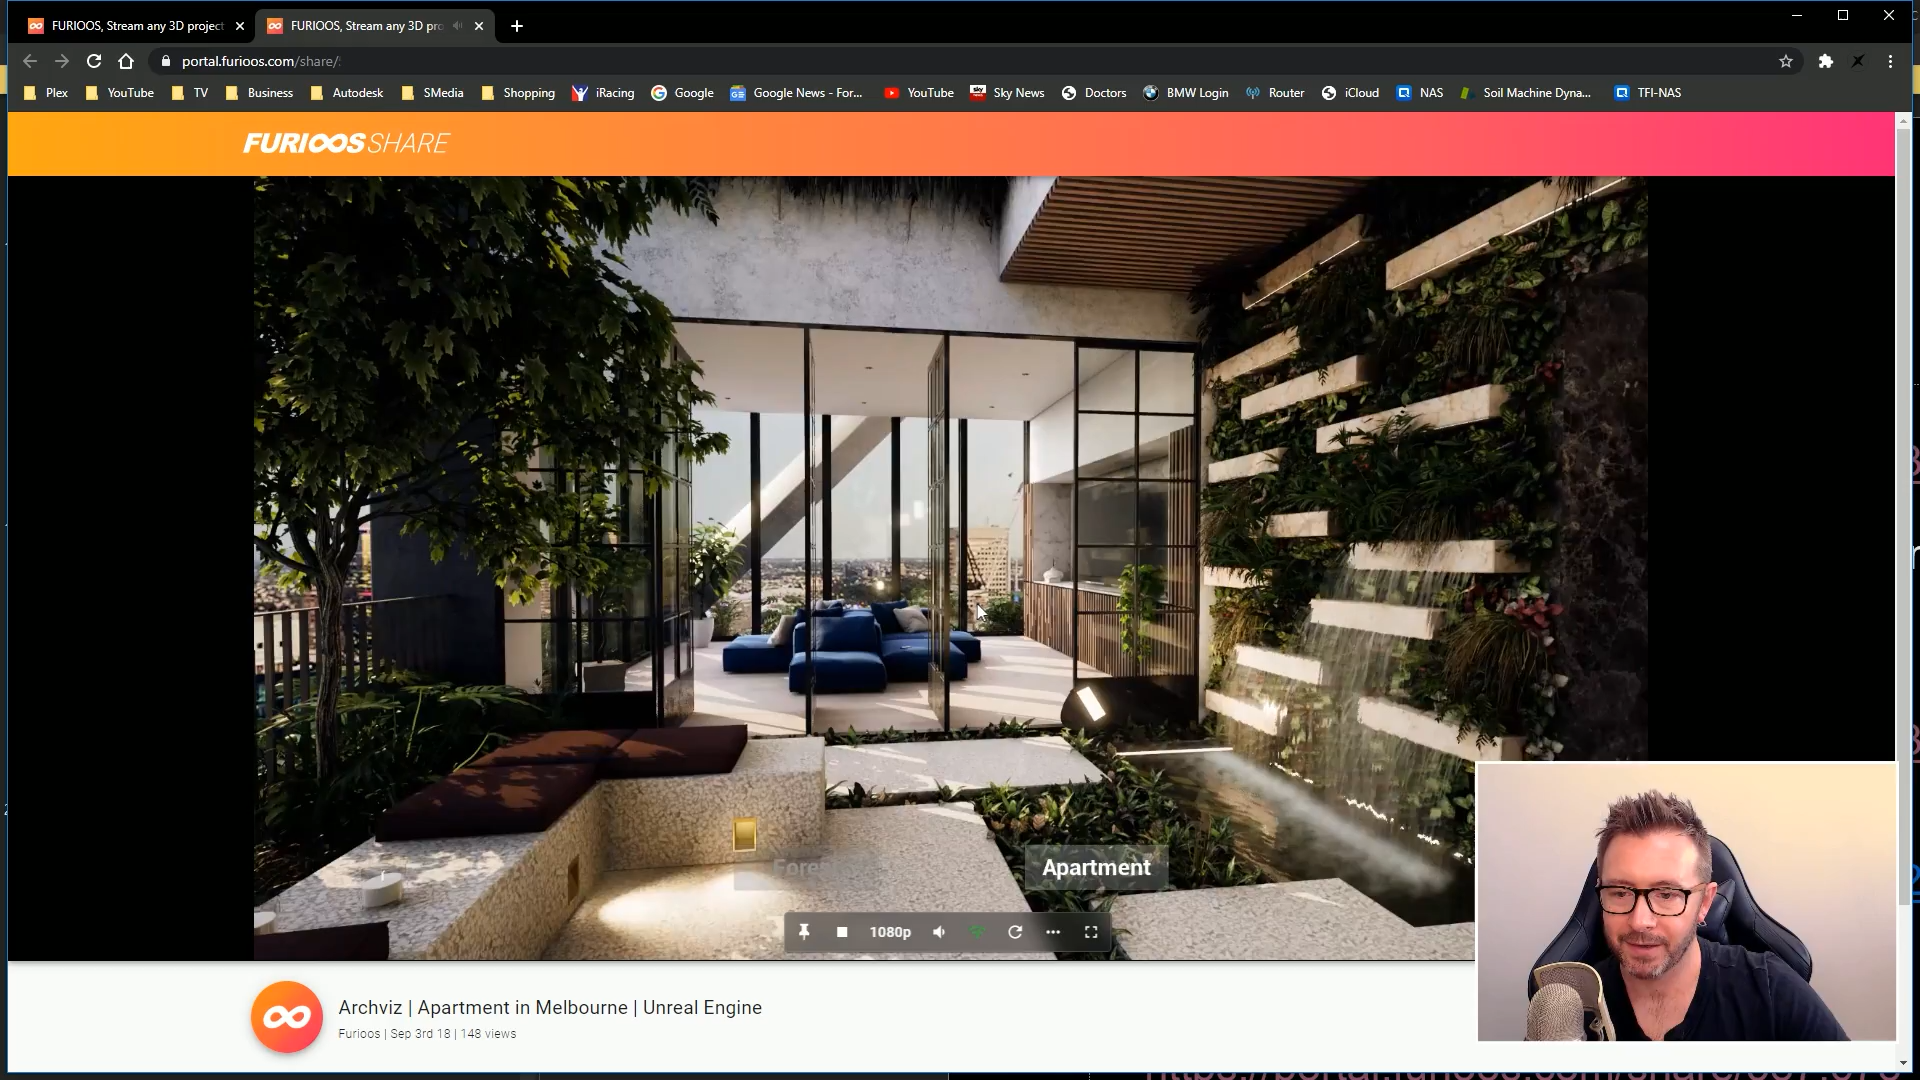 FURIOOS, Stream any 3D project
FURIOOS, Stream any 3D pro
portal.furioos.com/share/
Plex YouTube TV Business Autodesk SMedia Shopping iRacing Google Google News - For... YouTube Sky News Doctors BMW Login Router iCloud NAS Soil Machine Dyna... TFI-NAS
FURIOOS SHARE
Apartment
1080p
Archviz | Apartment in Melbourne | Unreal Engine
Furioos | Sep 3rd 18 | 148 views